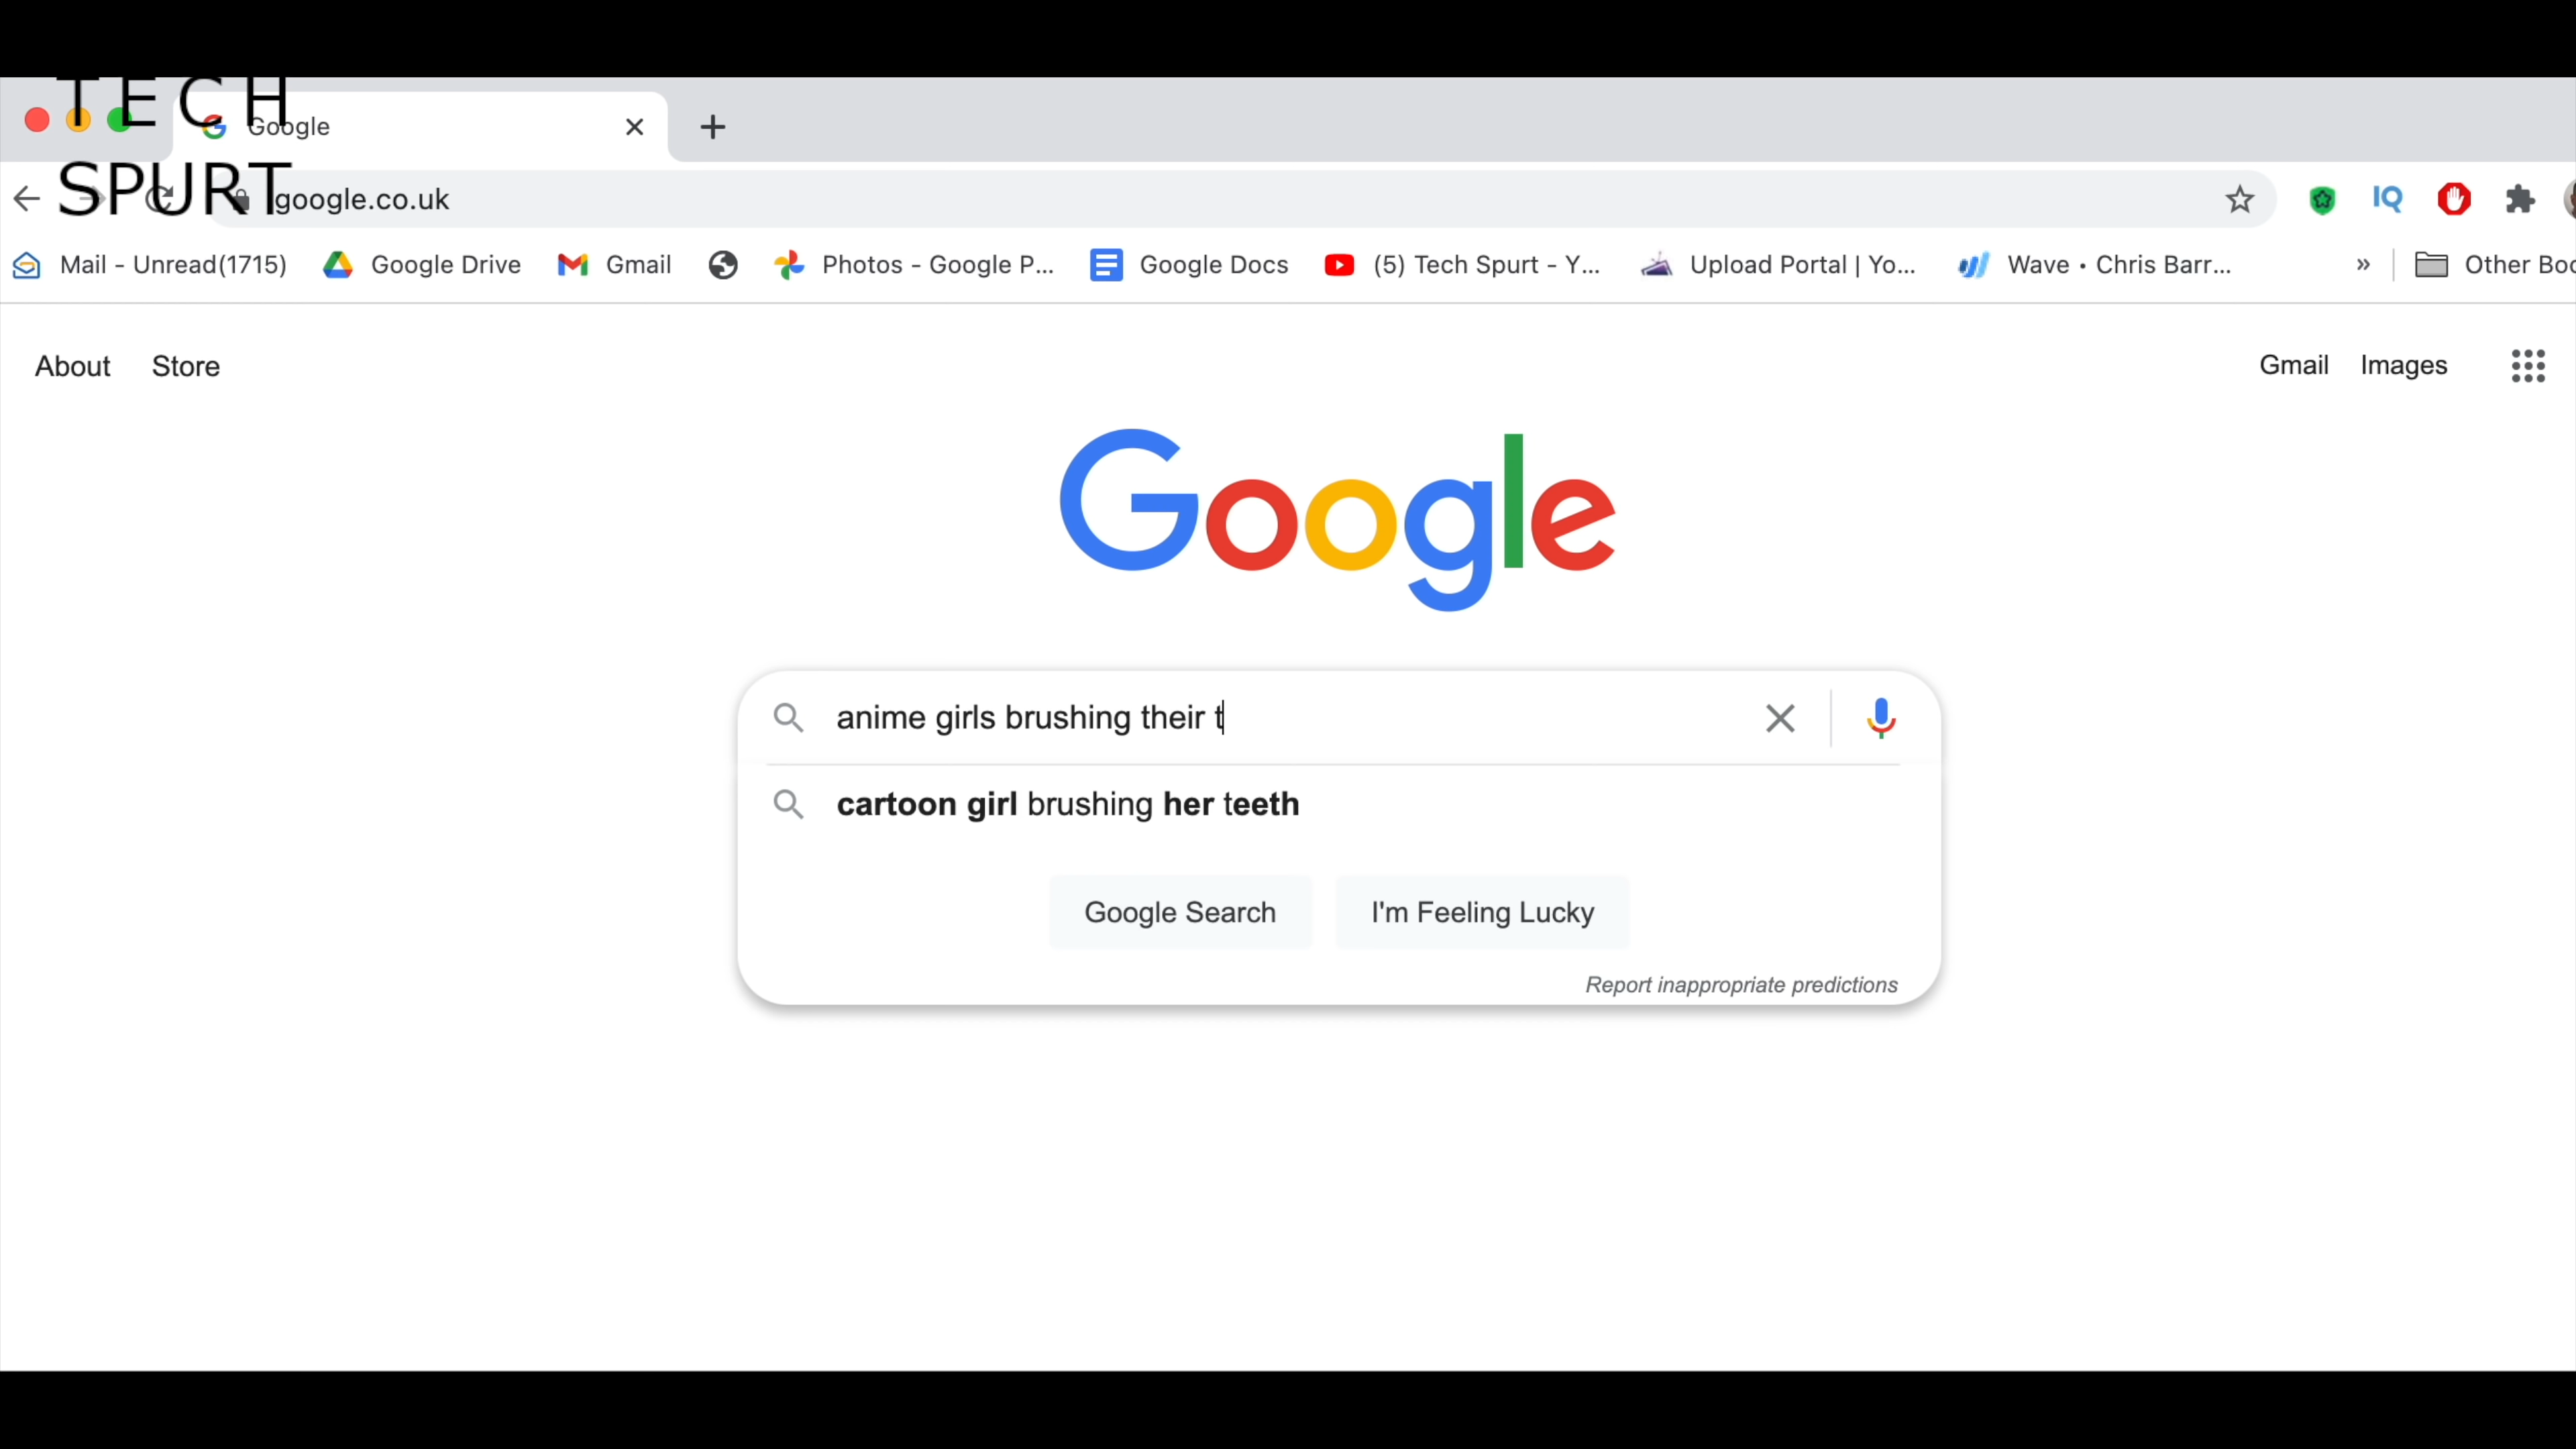 TECH
SPURT
Google
google.co.uk
Mail - Unread(1715) Google Drive Gmail Photos - Google P... Google Docs (5) Tech Spurt - Y... Upload Portal | Yo... Wave • Chris Barr... » Other Boo
About Store Gmail Images
Google
anime girls brushing their t
cartoon girl brushing her teeth
Google Search I'm Feeling Lucky
Report inappropriate predictions
IQ